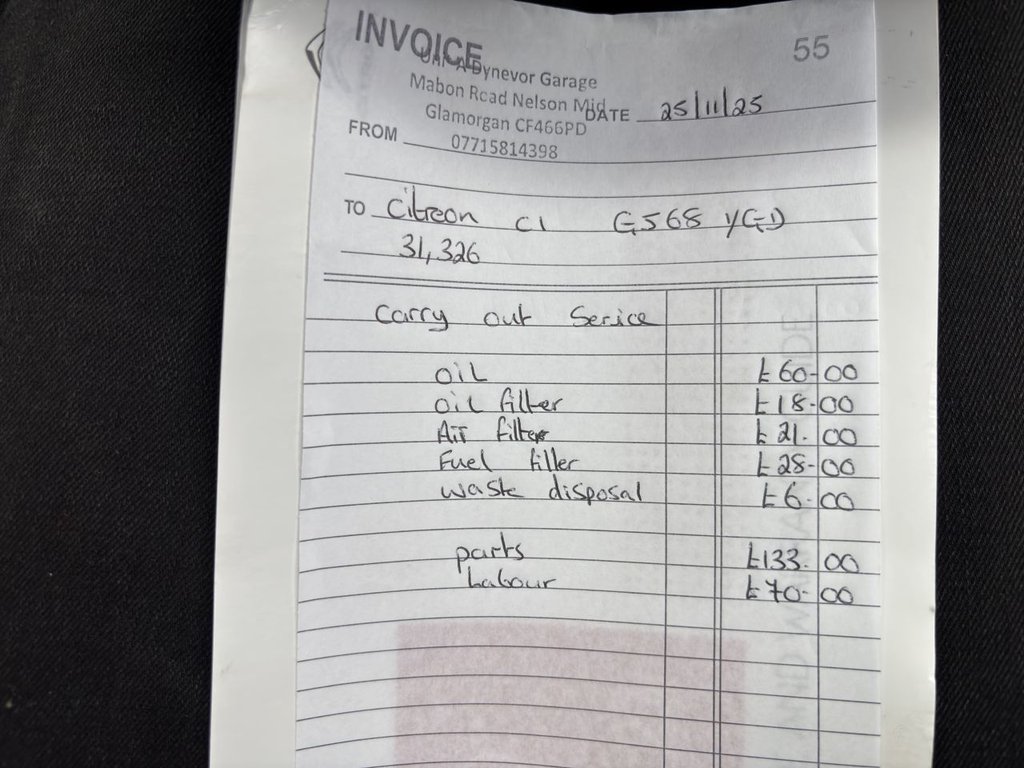 INVOICE
55
Dynevor Garage
Mabon Road Nelson Mid
Glamorgan CF466PD
07715814398
DATE 25/11/25
FROM
TO Citreon C1 G568 YGD
31,326
Carry out Serice
oil £60-00
oil filter £18-00
Air filter £21.00
Fuel filler £28-00
waste disposal £6.00
parts £133.00
Labour £70-00